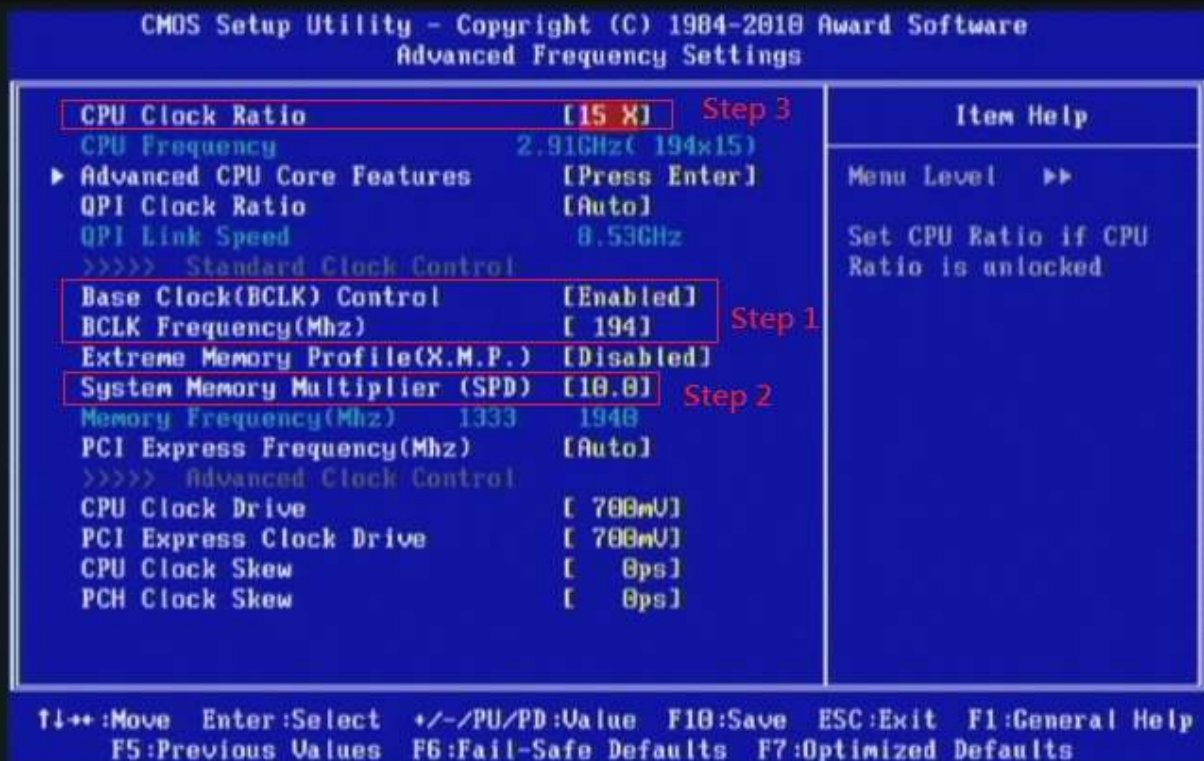 CMOS Setup Utility - Copyright (C) 1984-2010 Award Software
Advanced Frequency Settings
CPU Clock Ratio [15 X] Step 3
CPU Frequency 2.91GHz( 194x15)
▶ Advanced CPU Core Features [Press Enter]
QPI Clock Ratio [Auto]
QPI Link Speed 8.53GHz
>>>>> Standard Clock Control
Base Clock(BCLK) Control [Enabled]
BCLK Frequency(Mhz) [ 194]
Step 1
Extreme Memory Profile(X.M.P.) [Disabled]
System Memory Multiplier (SPD) [10.0] Step 2
Memory Frequency(Mhz) 1333 1940
PCI Express Frequency(Mhz) [Auto]
>>>>> Advanced Clock Control
CPU Clock Drive [ 700mV]
PCI Express Clock Drive [ 700mV]
CPU Clock Skew [ 0ps]
PCH Clock Skew [ 0ps]
Item Help
Menu Level ▶▶
Set CPU Ratio if CPU
Ratio is unlocked
↑↓→←:Move Enter:Select +/-/PU/PD:Value F10:Save ESC:Exit F1:General Help
F5:Previous Values F6:Fail-Safe Defaults F7:Optimized Defaults